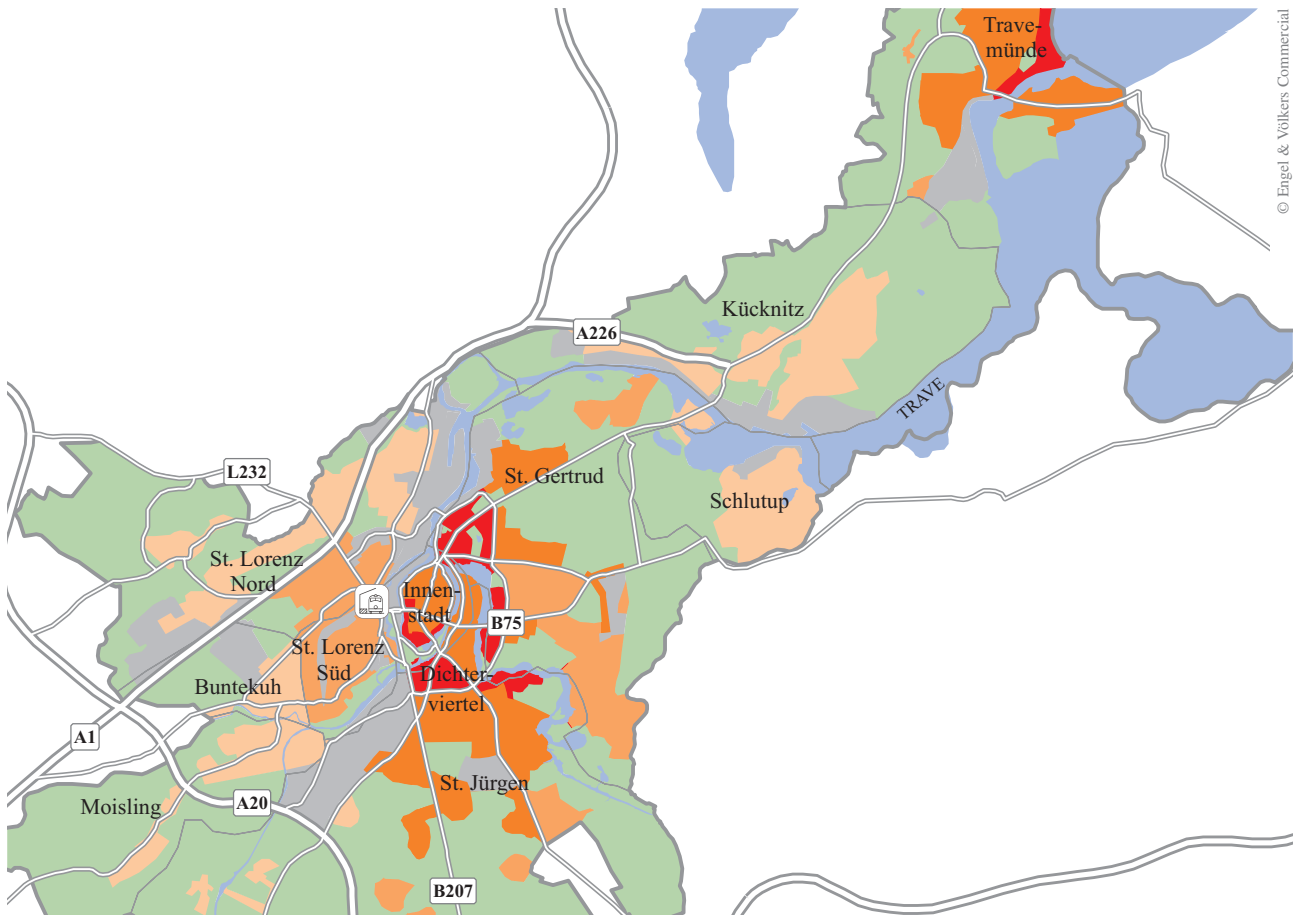 Trave-
münde
© Engel & Völkers Commercial
Kücknitz
A226
TRAVE
L232
St. Gertrud
Schlutup
St. Lorenz
Nord
Innen-
stadt
B75
St. Lorenz
Süd
Buntekuh
Dichter-
viertel
A1
St. Jürgen
Moisling
A20
B207